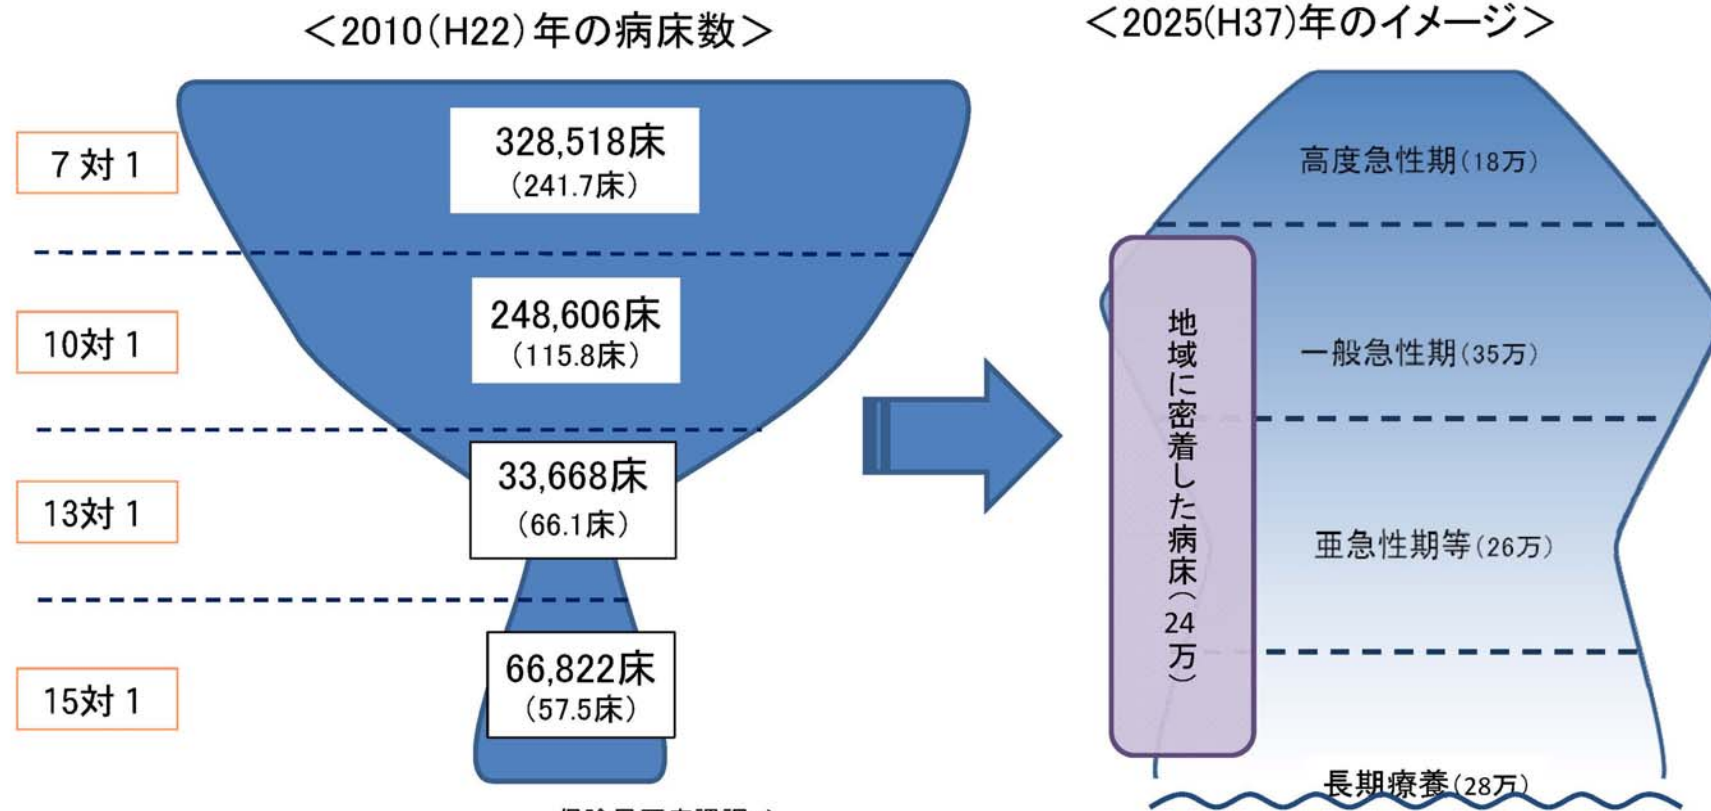 ＜2010（H22）年の病床数＞
7対1
328,518床
（241.7床）
10対1
248,606床
（115.8床）
13対1
33,668床
（66.1床）
15対1
66,822床
（57.5床）
＜2025(H37)年のイメージ＞
高度急性期(18万)
一般急性期(35万)
亜急性期等(26万)
長期療養(28万)
地域に密着した病床（24万）